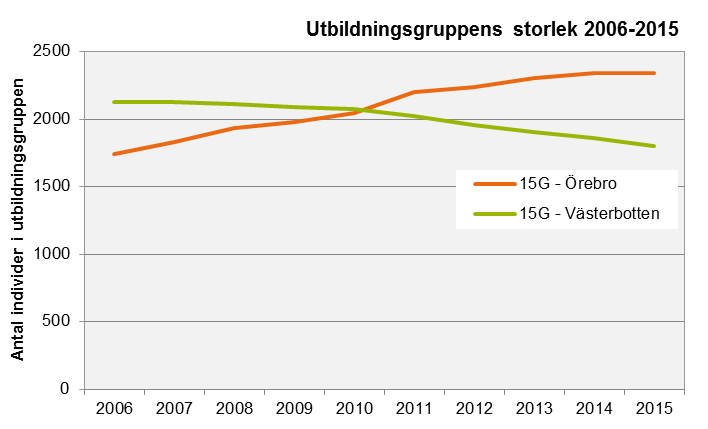 Utbildningsgruppens storlek 2006-2015
Antal individer i utbildningsgruppen
2500
2000
1500
1000
500
0
15G - Örebro
15G - Västerbotten
2006 2007 2008 2009 2010 2011 2012 2013 2014 2015